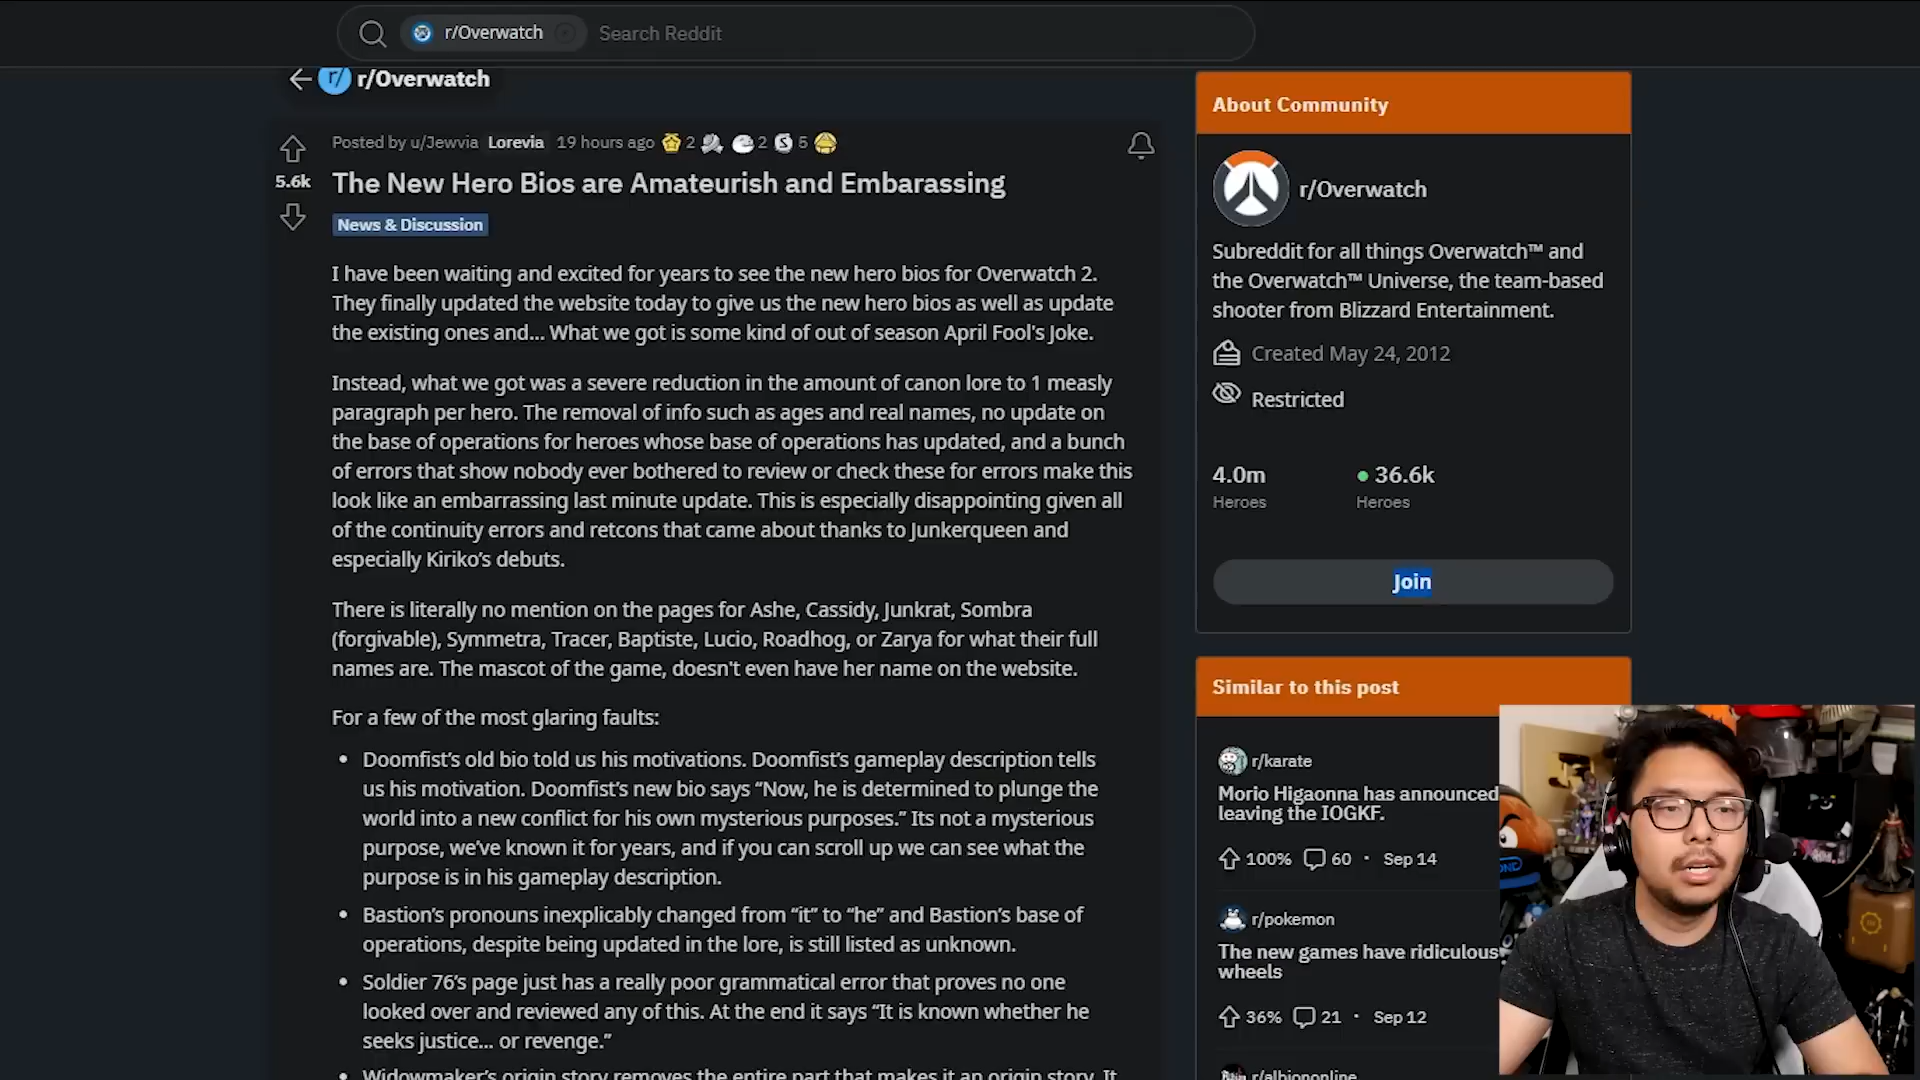 r/Overwatch
Search Reddit
r/ r/Overwatch
Posted by u/Jewvia Lorevia 19 hours ago 2 2 5
5.6k
The New Hero Bios are Amateurish and Embarassing
News & Discussion
I have been waiting and excited for years to see the new hero bios for Overwatch 2.
They finally updated the website today to give us the new hero bios as well as update
the existing ones and... What we got is some kind of out of season April Fool's Joke.
Instead, what we got was a severe reduction in the amount of canon lore to 1 measly
paragraph per hero. The removal of info such as ages and real names, no update on
the base of operations for heroes whose base of operations has updated, and a bunch
of errors that show nobody ever bothered to review or check these for errors make this
look like an embarrassing last minute update. This is especially disappointing given all
of the continuity errors and retcons that came about thanks to Junkerqueen and
especially Kiriko's debuts.
There is literally no mention on the pages for Ashe, Cassidy, Junkrat, Sombra
(forgivable), Symmetra, Tracer, Baptiste, Lucio, Roadhog, or Zarya for what their full
names are. The mascot of the game, doesn't even have her name on the website.
For a few of the most glaring faults:
• Doomfist's old bio told us his motivations. Doomfist's gameplay description tells
us his motivation. Doomfist's new bio says “Now, he is determined to plunge the
world into a new conflict for his own mysterious purposes.” Its not a mysterious
purpose, we've known it for years, and if you can scroll up we can see what the
purpose is in his gameplay description.
• Bastion's pronouns inexplicably changed from “it” to “he” and Bastion's base of
operations, despite being updated in the lore, is still listed as unknown.
• Soldier 76's page just has a really poor grammatical error that proves no one
looked over and reviewed any of this. At the end it says “It is known whether he
seeks justice... or revenge.”
• Widowmaker's origin story removes the entire part that makes it an origin story. It
About Community
r/Overwatch
Subreddit for all things Overwatch™ and
the Overwatch™ Universe, the team-based
shooter from Blizzard Entertainment.
Created May 24, 2012
Restricted
4.0m
Heroes
36.6k
Heroes
Join
Similar to this post
r/karate
Morio Higaonna has announced
leaving the IOGKF.
100% 60 · Sep 14
r/pokemon
The new games have ridiculous
wheels
36% 21 · Sep 12
r/albiononline